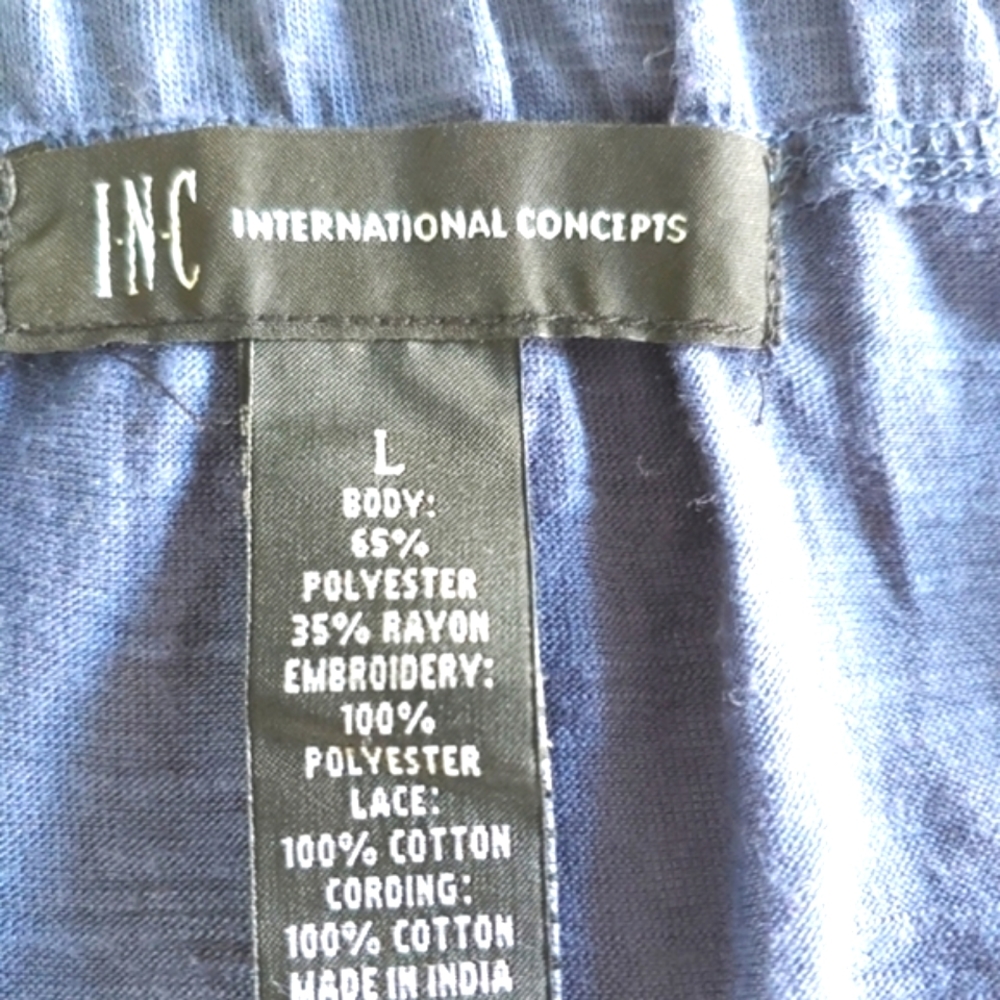 I·N·C INTERNATIONAL CONCEPTS
L
BODY:
65%
POLYESTER
35% RAYON
EMBROIDERY:
100%
POLYESTER
LACE:
100% COTTON
CORDING:
100% COTTON
MADE IN INDIA